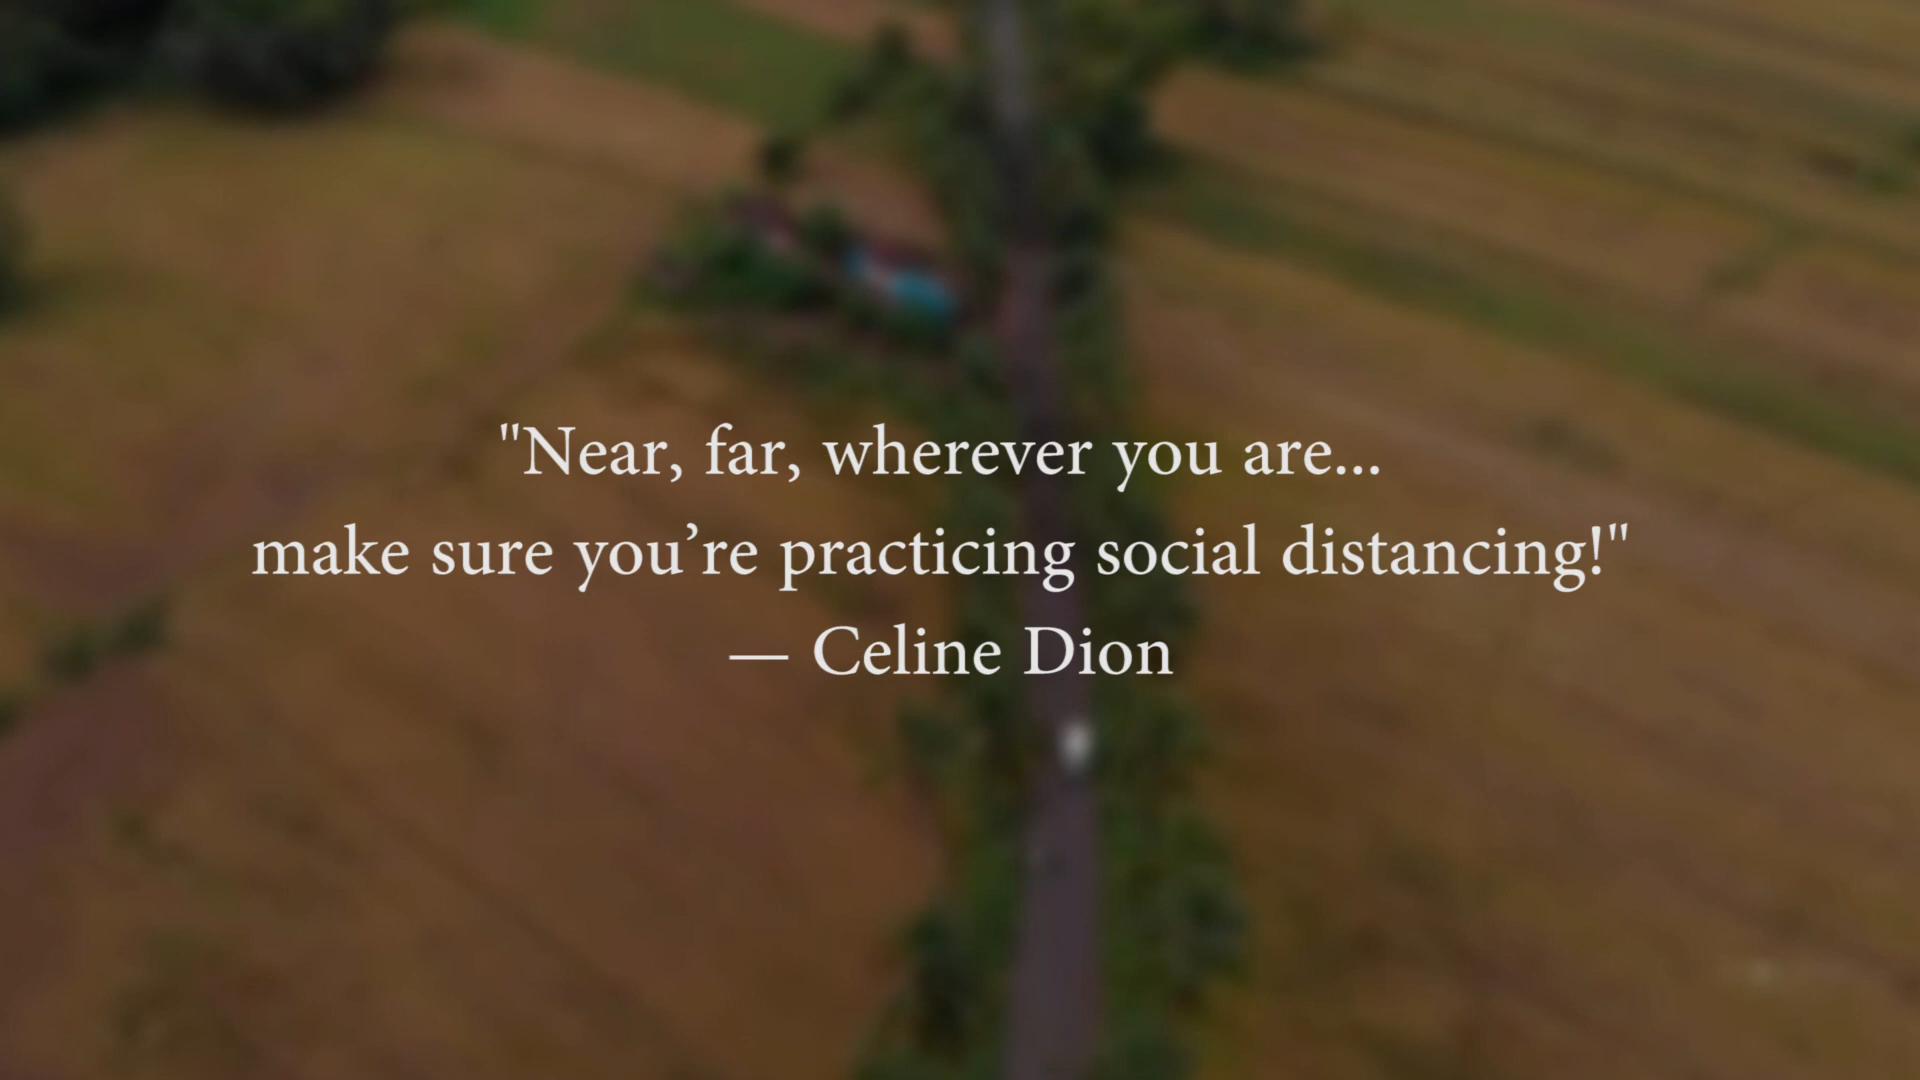 "Near, far, wherever you are...
make sure you’re practicing social distancing!"
— Celine Dion